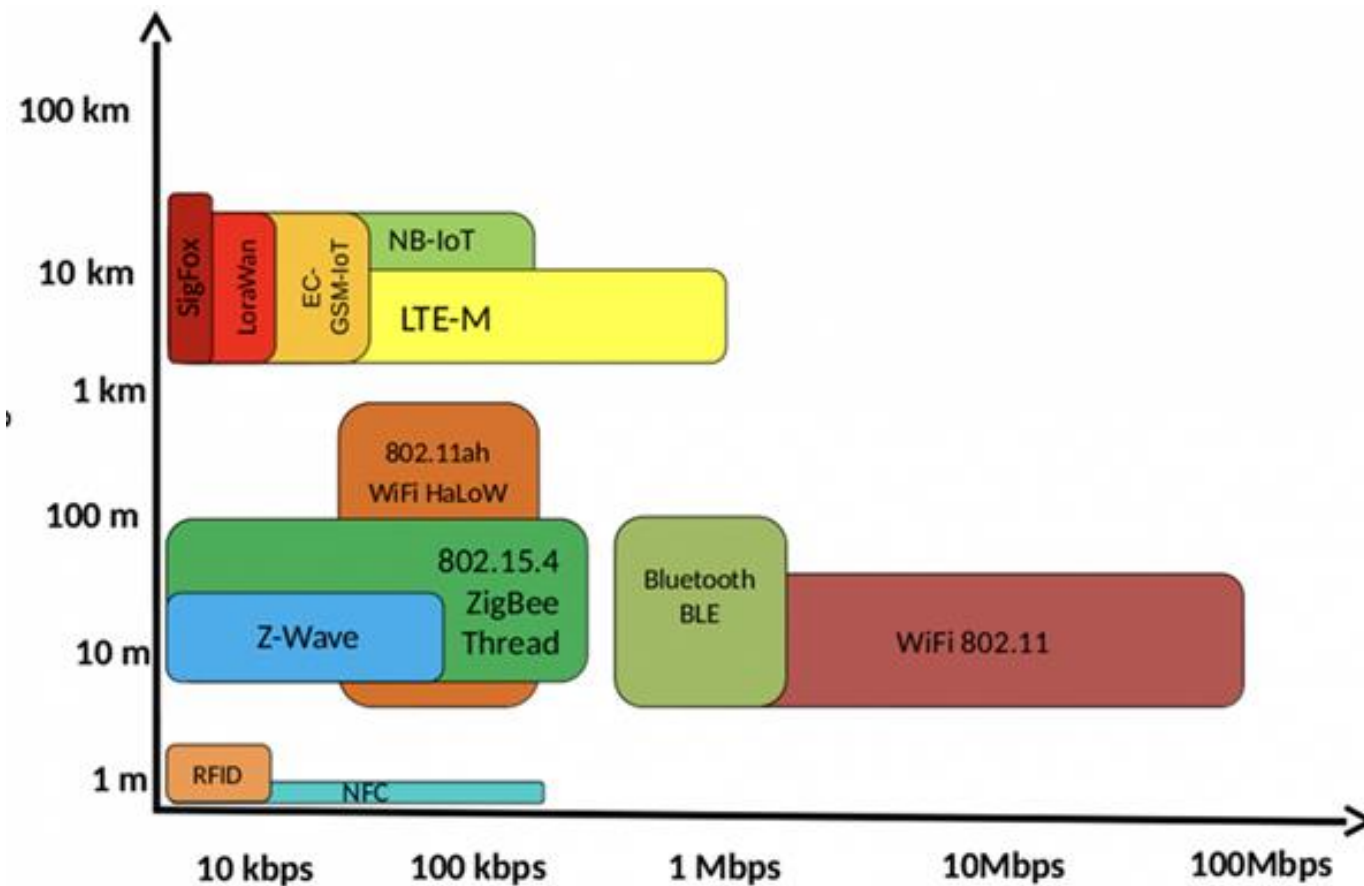 100 km
SigFox
LoraWan
EC-
GSM-IoT
NB-IoT
10 km
LTE-M
1 km
802.11ah
WiFi HaLoW
100 m
802.15.4
ZigBee
Thread
Bluetooth
BLE
Z-Wave
WiFi 802.11
10 m
RFID
1 m
NFC
10 kbps
100 kbps
1 Mbps
10Mbps
100Mbps